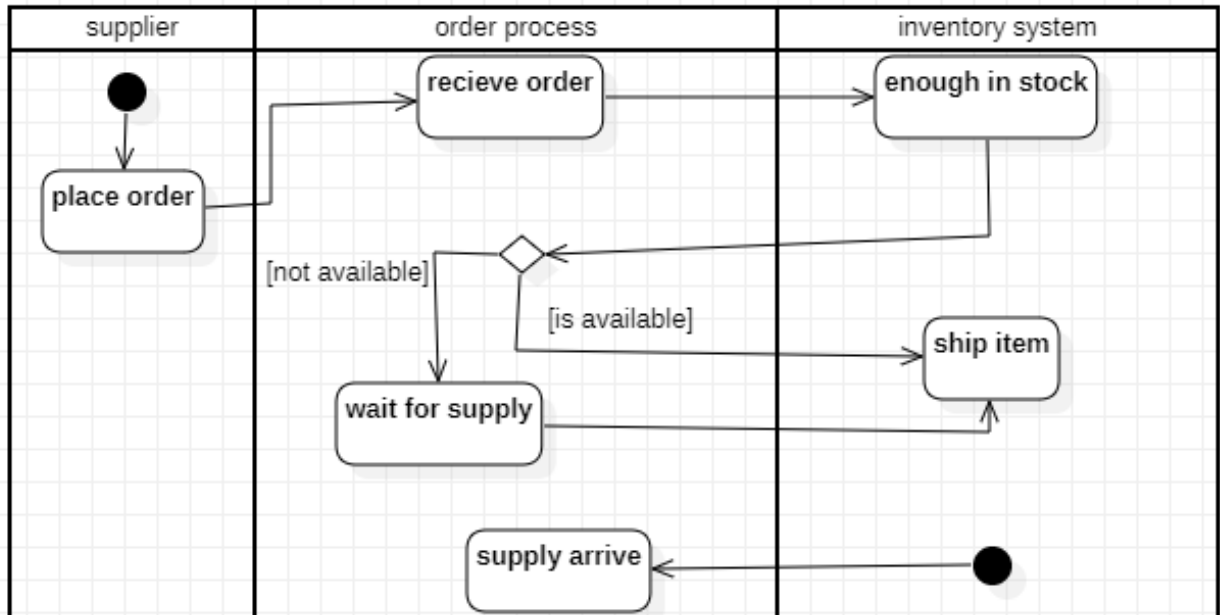 supplier
order process
inventory system
recieve order
enough in stock
place order
[not available]
[is available]
ship item
wait for supply
supply arrive